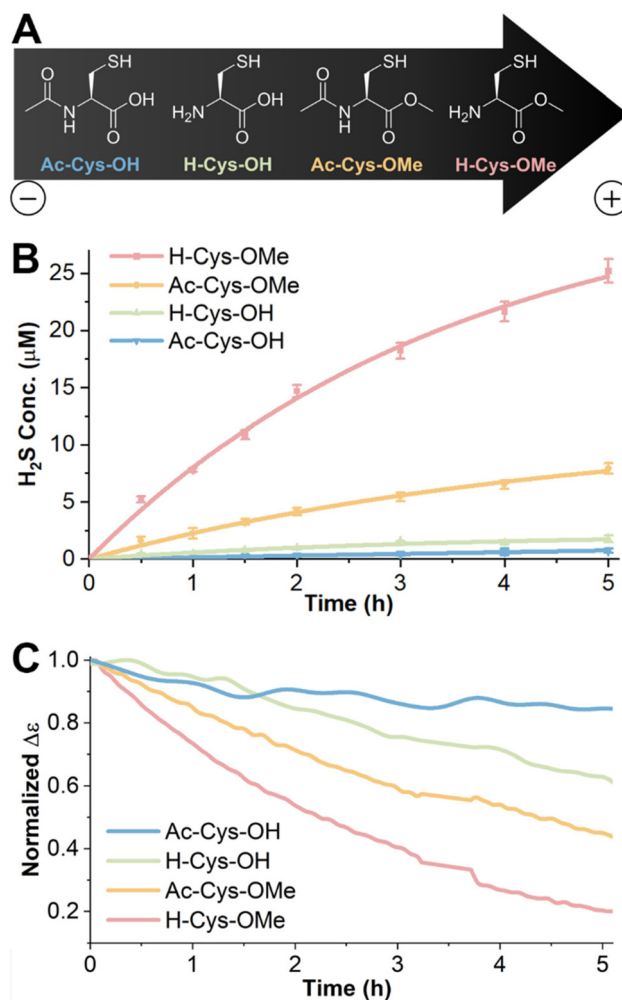 A
SH SH SH SH
O OH OH O O
N H O H2N O N H O H2N O
Ac-Cys-OH H-Cys-OH Ac-Cys-OMe H-Cys-OMe
− +
B
H-Cys-OMe
Ac-Cys-OMe
H-Cys-OH
Ac-Cys-OH
H₂S Conc. (μM)
25
20
15
10
5
0
0 1 2 3 4 5
Time (h)
C
Normalized Δε
1.0
0.8
0.6
0.4
0.2
Ac-Cys-OH
H-Cys-OH
Ac-Cys-OMe
H-Cys-OMe
0 1 2 3 4 5
Time (h)